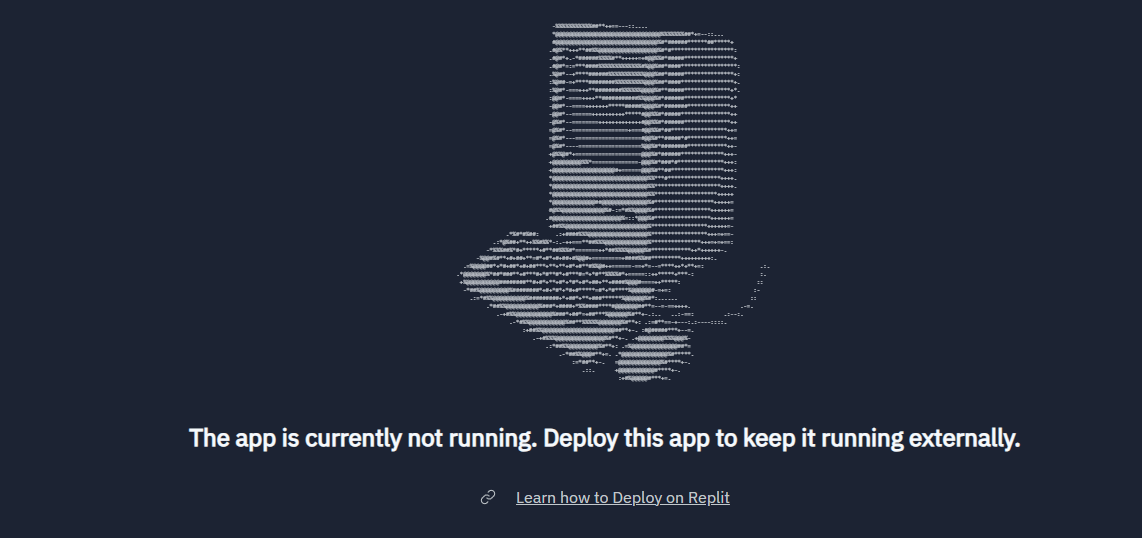 The app is currently not running. Deploy this app to keep it running externally.
Learn how to Deploy on Replit